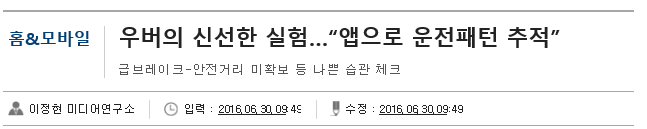 홈&모바일
우버의 신선한 실험...“앱으로 운전패턴 추적”
급브레이크-안전거리 미확보 등 나쁜 습관 체크
이정현 미디어연구소 입력 : 2016.06.30.09:49 수정 : 2016.06.30.09:49